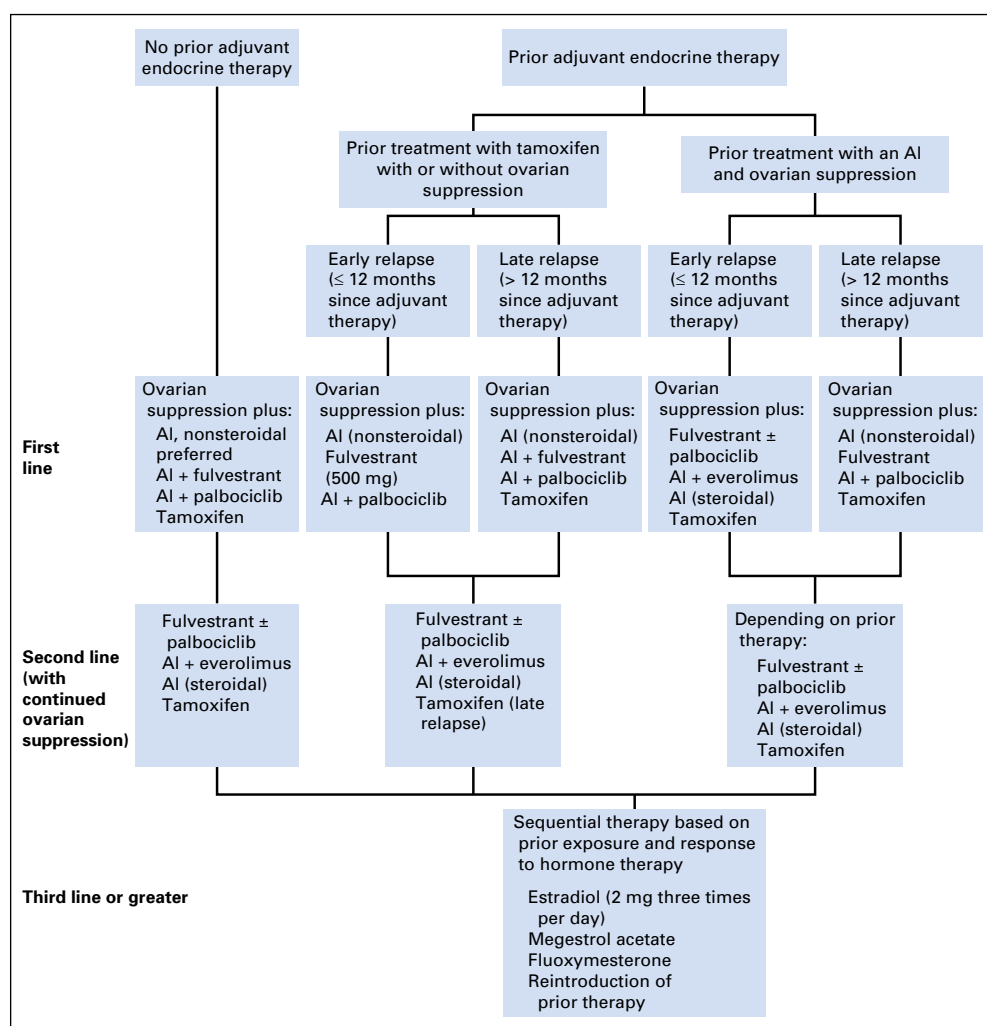 No prior adjuvant
endocrine therapy
Prior adjuvant endocrine therapy
Prior treatment with tamoxifen
with or without ovarian
suppression
Prior treatment with an AI
and ovarian suppression
Early relapse
(≤ 12 months
since adjuvant
therapy)
Late relapse
(> 12 months
since adjuvant
therapy)
Early relapse
(≤ 12 months
since adjuvant
therapy)
Late relapse
(> 12 months
since adjuvant
therapy)
First
line
Ovarian
suppression plus:
AI, nonsteroidal
preferred
AI + fulvestrant
AI + palbociclib
Tamoxifen
Ovarian
suppression plus:
AI (nonsteroidal)
Fulvestrant
(500 mg)
AI + palbociclib
Ovarian
suppression plus:
AI (nonsteroidal)
AI + fulvestrant
AI + palbociclib
Tamoxifen
Ovarian
suppression plus:
Fulvestrant ±
palbociclib
AI + everolimus
AI (steroidal)
Tamoxifen
Ovarian
suppression plus:
AI (nonsteroidal)
Fulvestrant
AI + palbociclib
Tamoxifen
Second line
(with
continued
ovarian
suppression)
Fulvestrant ±
palbociclib
AI + everolimus
AI (steroidal)
Tamoxifen
Fulvestrant ±
palbociclib
AI + everolimus
AI (steroidal)
Tamoxifen (late
relapse)
Depending on prior
therapy:
Fulvestrant ±
palbociclib
AI + everolimus
AI (steroidal)
Tamoxifen
Third line or greater
Sequential therapy based on
prior exposure and response
to hormone therapy
Estradiol (2 mg three times
per day)
Megestrol acetate
Fluoxymesterone
Reintroduction of
prior therapy